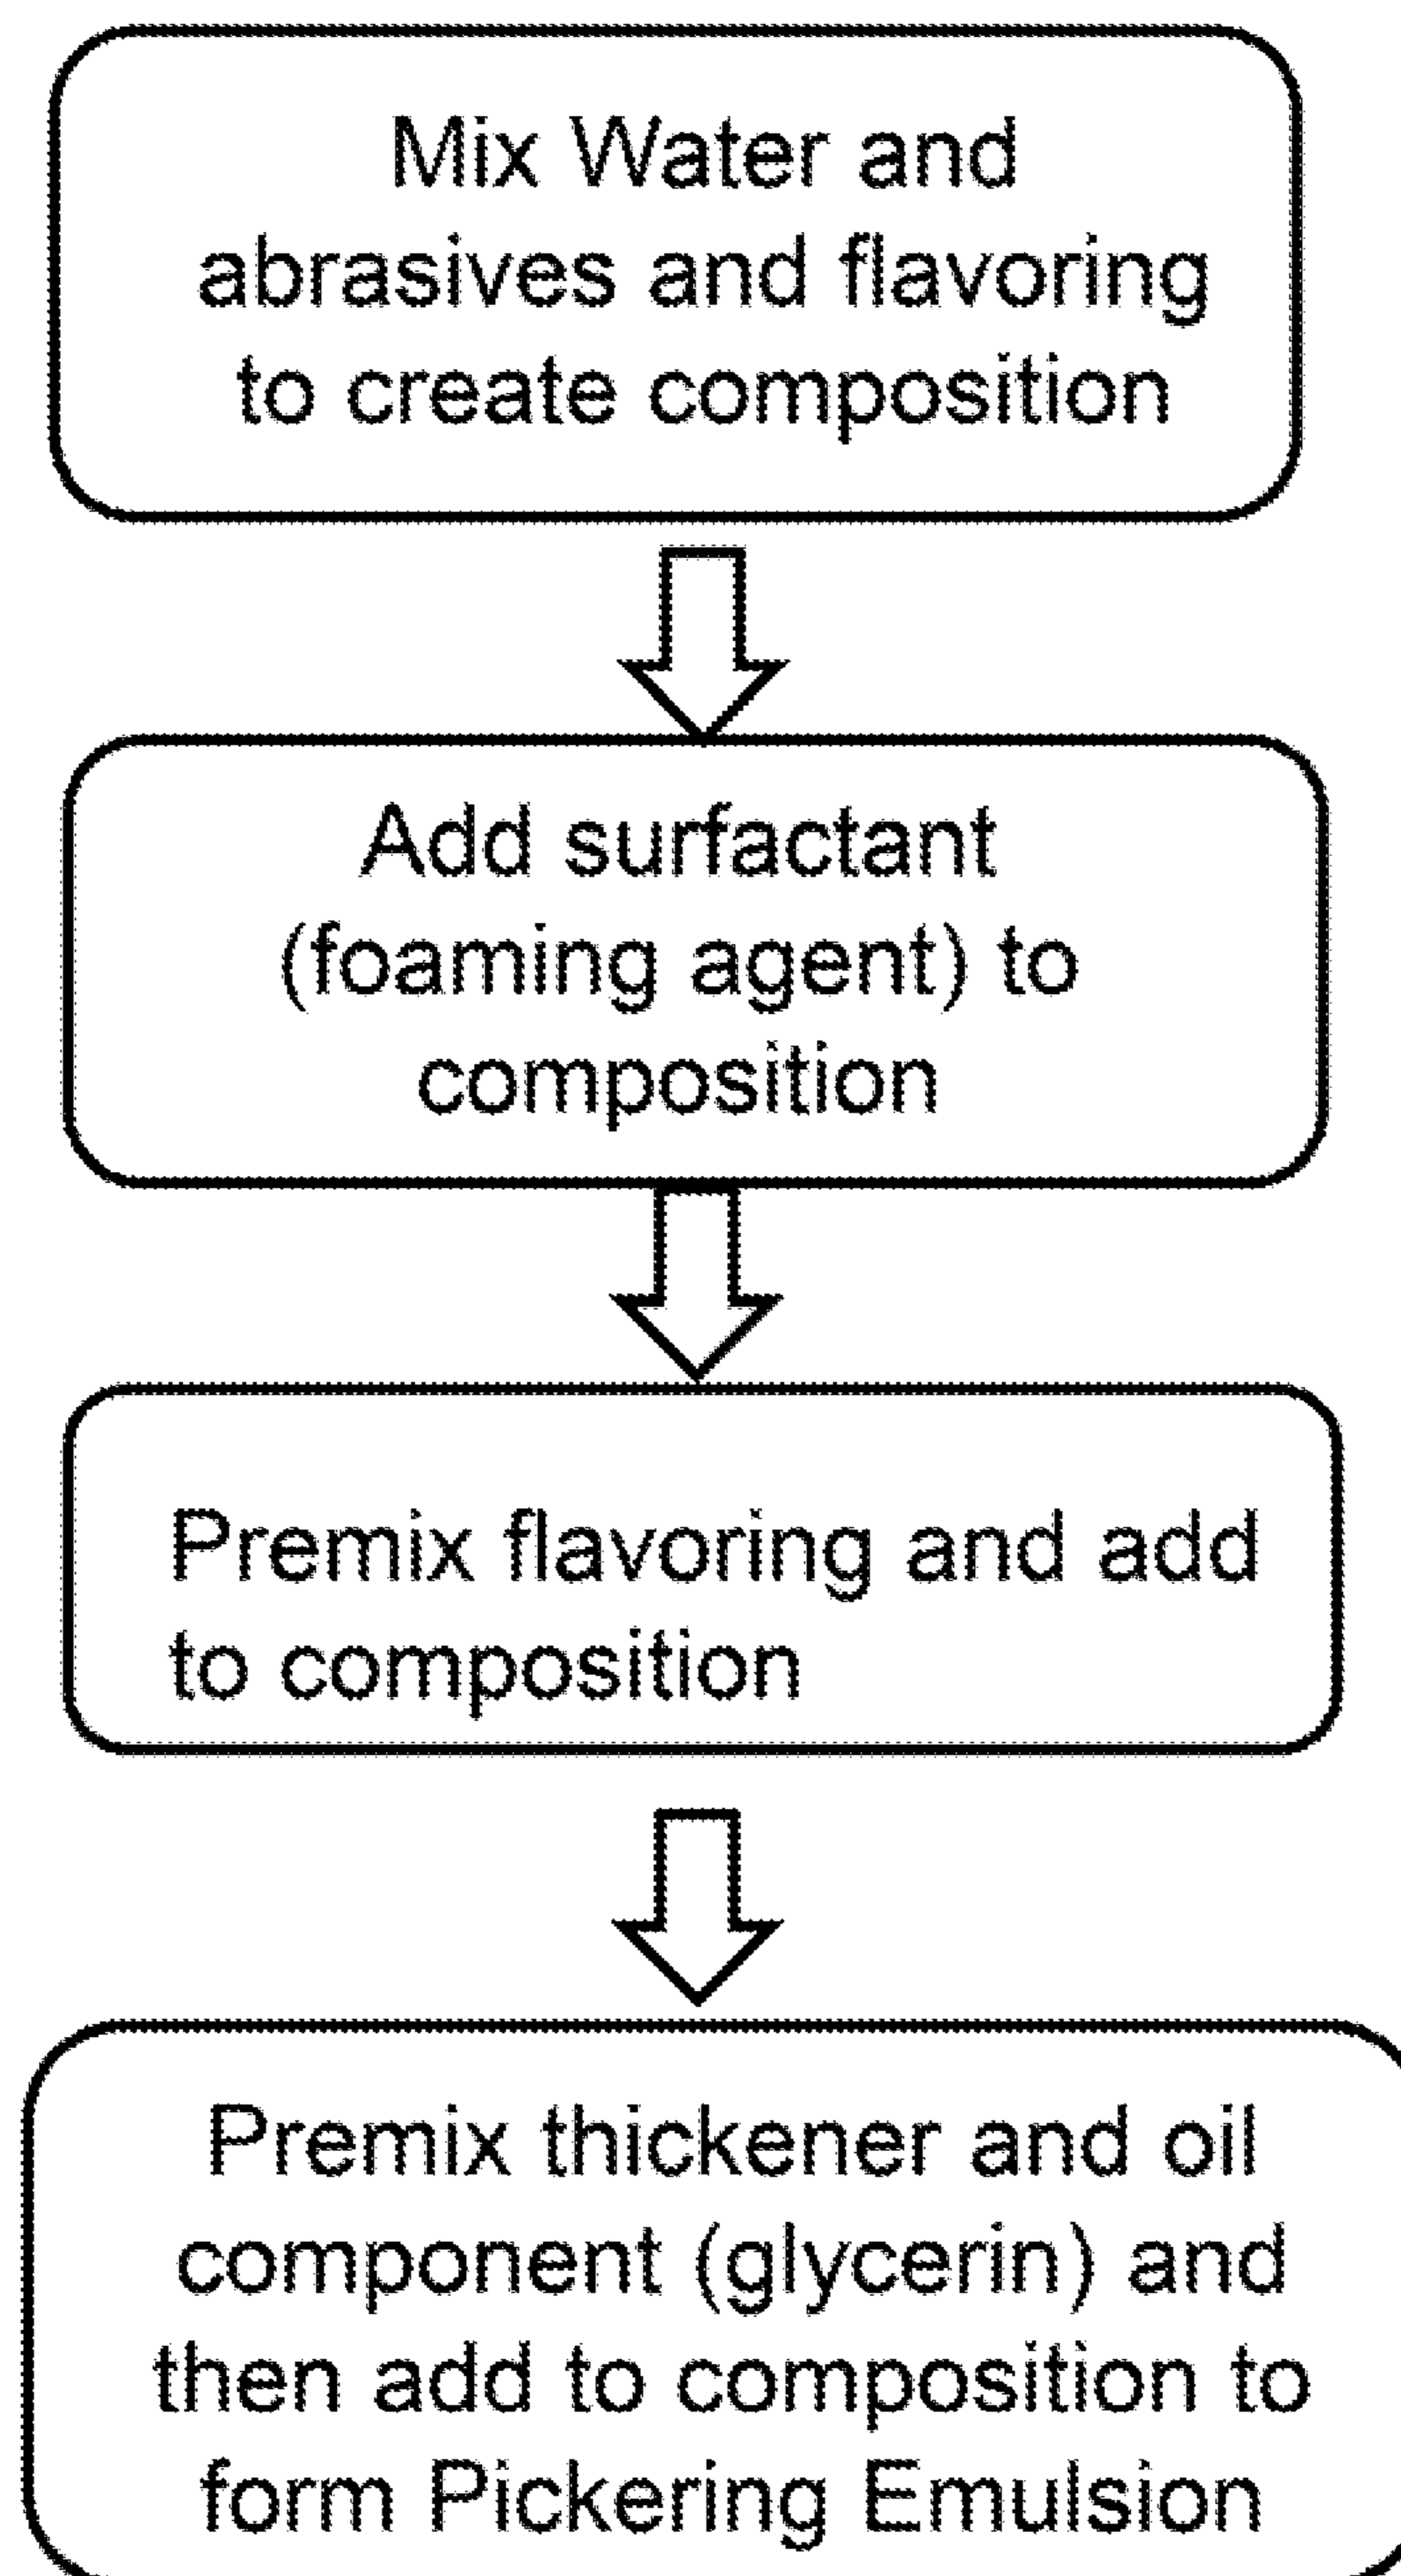 Mix Water and
abrasives and flavoring
to create composition
Add surfactant
(foaming agent) to
composition
Premix flavoring and add
to composition
Premix thickener and oil
component (glycerin) and
then add to composition to
form Pickering Emulsion